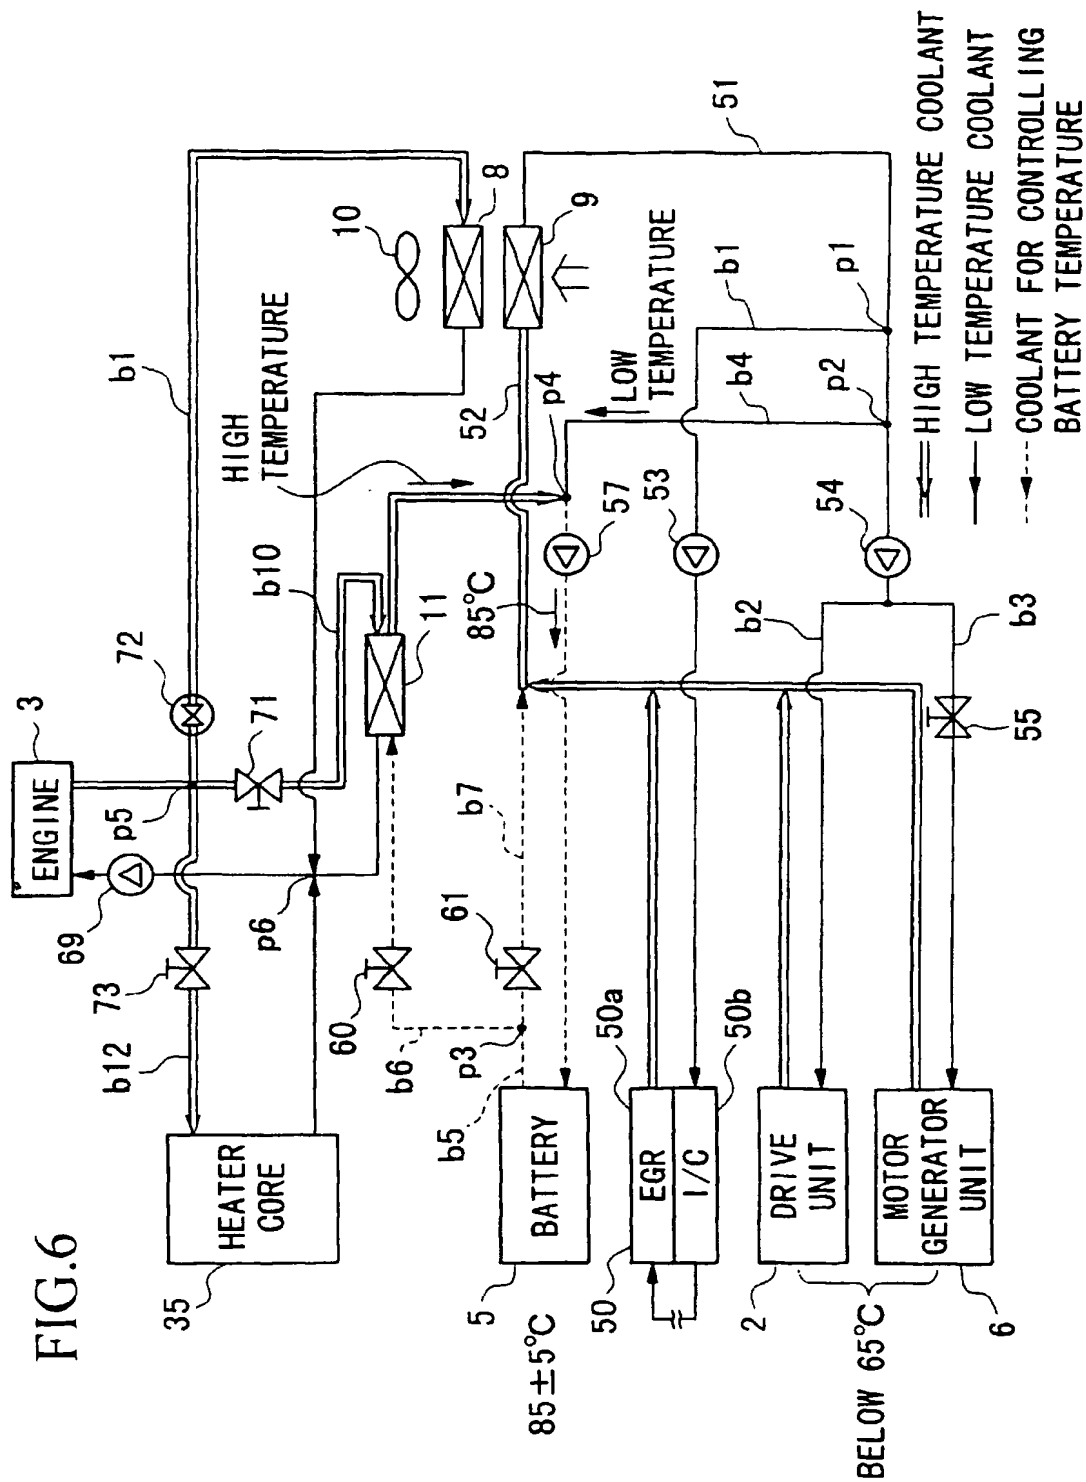 FIG.6
35
HEATER
CORE
b12
73
69
ENGINE
3
p5
p6
72
71
b1
b10
HIGH
TEMPERATURE
10
8
9
11
52
51
5
BATTERY
85±5°C
b5
b6
p3
60
61
b7
85°C
57
p4
LOW
TEMPERATURE
b1
b4
p1
p2
53
54
50
EGR
I/C
50a
50b
2
DRIVE
UNIT
MOTOR
GENERATOR
UNIT
6
BELOW 65°C
b2
b3
55
HIGH TEMPERATURE COOLANT
LOW TEMPERATURE COOLANT
COOLANT FOR CONTROLLING
BATTERY TEMPERATURE